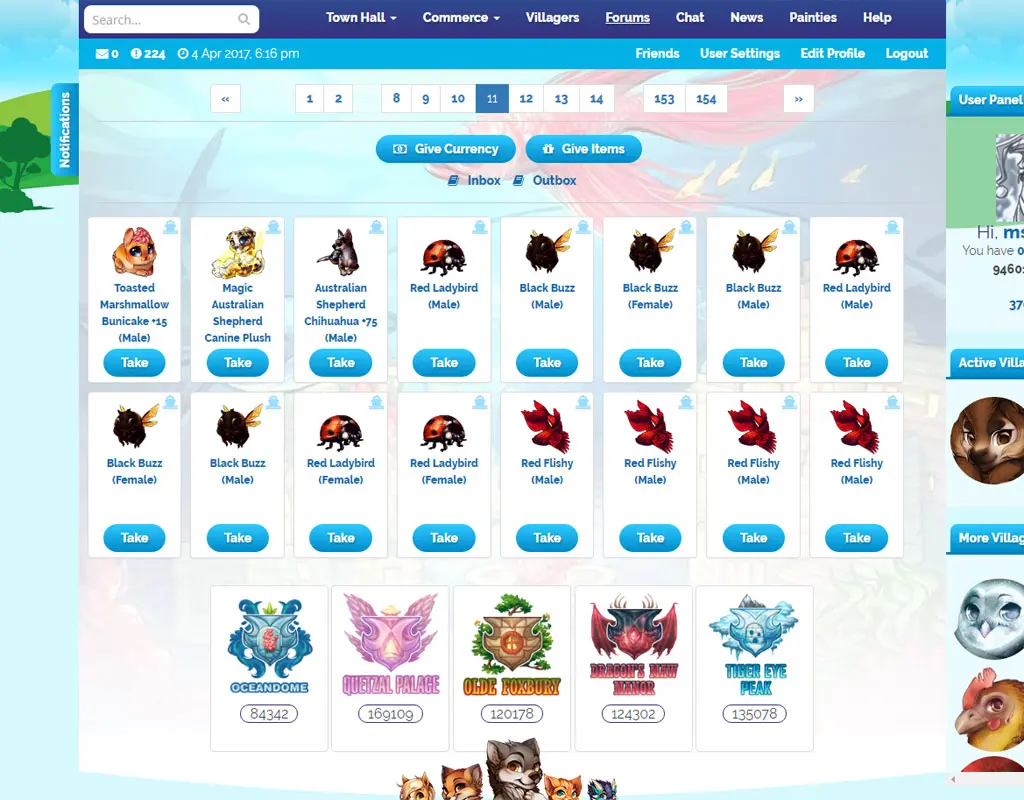 Search...
Town Hall
Commerce
Villagers
Forums
Chat
News
Painties
Help
0
224
4 Apr 2017, 6:16 pm
Friends
User Settings
Edit Profile
Logout
Notifications
«
1
2
8
9
10
11
12
13
14
153
154
»
User Panel
Give Currency
Give Items
Inbox
Outbox
Hi,
You have
Toasted
Marshmallow
Bunicake +15
(Male)
Take
Magic
Australian
Shepherd
Canine Plush
Take
Australian
Shepherd
Chihuahua +75
(Male)
Take
Red Ladybird
(Male)
Take
Black Buzz
(Male)
Take
Black Buzz
(Female)
Take
Black Buzz
(Male)
Take
Red Ladybird
(Male)
Take
Black Buzz
(Female)
Take
Black Buzz
(Male)
Take
Red Ladybird
(Female)
Take
Red Ladybird
(Female)
Take
Red Flishy
(Male)
Take
Red Flishy
(Male)
Take
Red Flishy
(Male)
Take
Red Flishy
(Male)
Take
Active Villa
More Villag
OCEANDOME
84342
QUETZAL PALACE
169109
OLDE FOXBURY
120178
DRAGON'S MAW
MANOR
124302
TIGER EYE
PEAK
135078